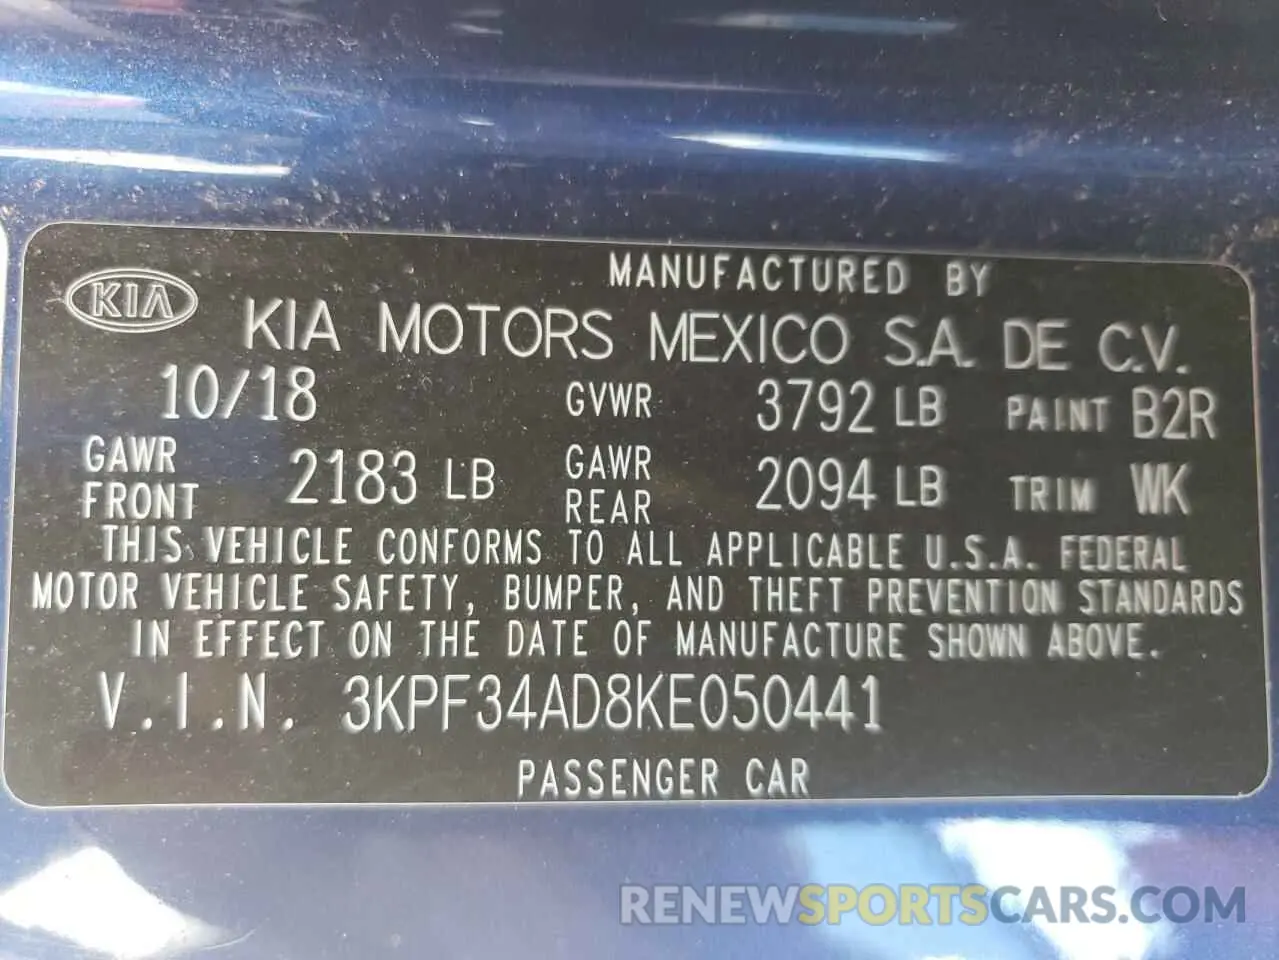 MANUFACTURED BY
KIA KIA MOTORS MEXICO S.A. DE C.V.
10/18 GVWR 3792 LB PAINT B2R
GAWR FRONT 2183 LB GAWR REAR 2094 LB TRIM WK
THIS VEHICLE CONFORMS TO ALL APPLICABLE U.S.A. FEDERAL
MOTOR VEHICLE SAFETY, BUMPER, AND THEFT PREVENTION STANDARDS
IN EFFECT ON THE DATE OF MANUFACTURE SHOWN ABOVE.
V.I.N. 3KPF34AD8KE050441
PASSENGER CAR
RENEWSPORTSCARS.COM